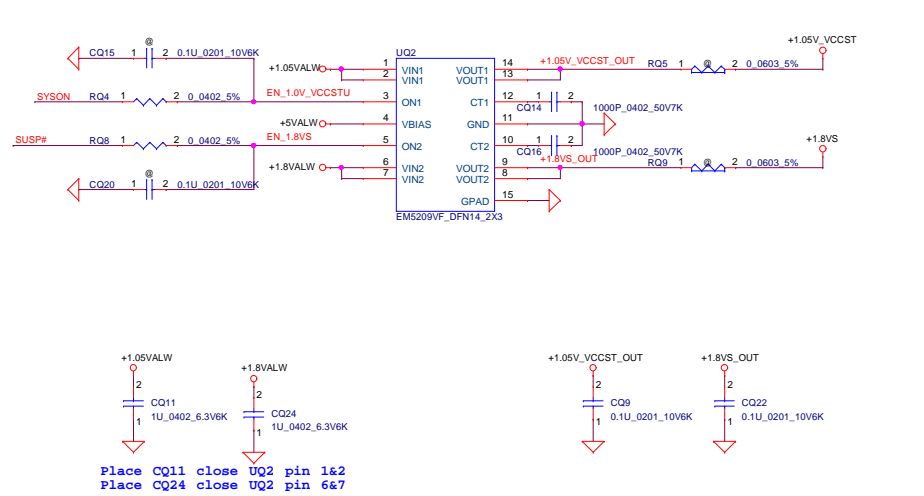 +1.05V_VCCST
@
CQ15 1 2 0.1U_0201_10V6K
UQ2
+1.05VALW 1 VIN1 VOUT1 14 +1.05V_VCCST_OUT RQ5 1 @ 2 0_0603_5%
2 VIN1 VOUT1 13
SYSON RQ4 1 2 0_0402_5% EN_1.0V_VCCSTU 3 ON1 CT1 12 1 2
CQ14 1000P_0402_50V7K
+5VALW 4 VBIAS GND 11
SUSP# RQ8 1 2 0_0402_5% EN_1.8VS 5 ON2 CT2 10 1 2 +1.8VS
CQ16 1000P_0402_50V7K
+1.8VALW 6 VIN2 VOUT2 9 +1.8VS_OUT RQ9 1 @ 2 0_0603_5%
7 VIN2 VOUT2 8
@
CQ20 1 2 0.1U_0201_10V6K
GPAD 15
EM5209VF_DFN14_2X3
+1.05VALW +1.05V_VCCST_OUT +1.8VS_OUT
+1.8VALW
2 2 2
2
CQ11 CQ9 CQ22
1U_0402_6.3V6K CQ24 0.1U_0201_10V6K 0.1U_0201_10V6K
1 1U_0402_6.3V6K 1 1
1
Place CQ11 close UQ2 pin 1&2
Place CQ24 close UQ2 pin 6&7